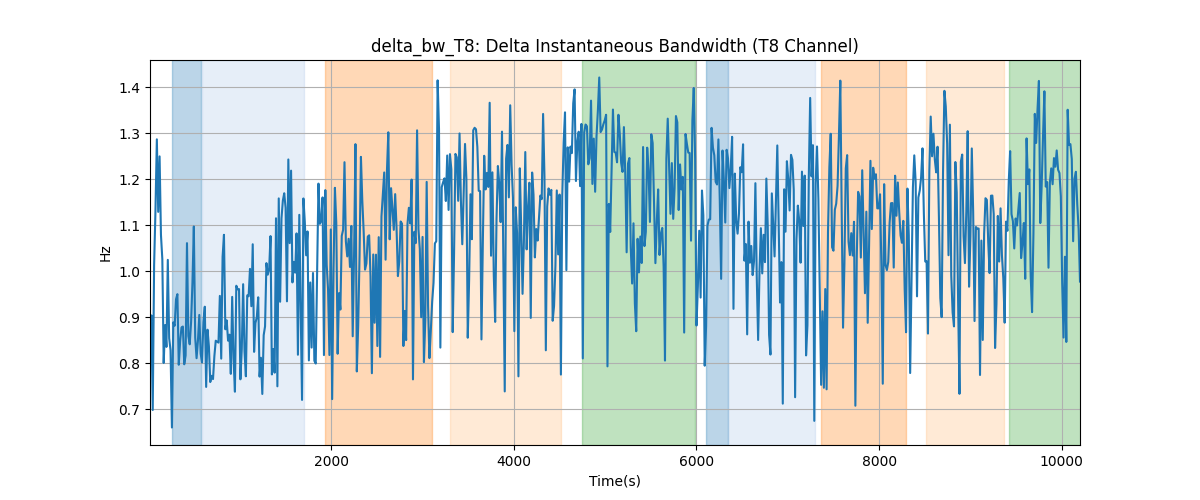 delta_bw_T8: Delta Instantaneous Bandwidth (T8 Channel)
Hz
1.4
1.3
1.2
1.1
1.0
0.9
0.8
0.7
2000 4000 6000 8000 10000
Time(s)